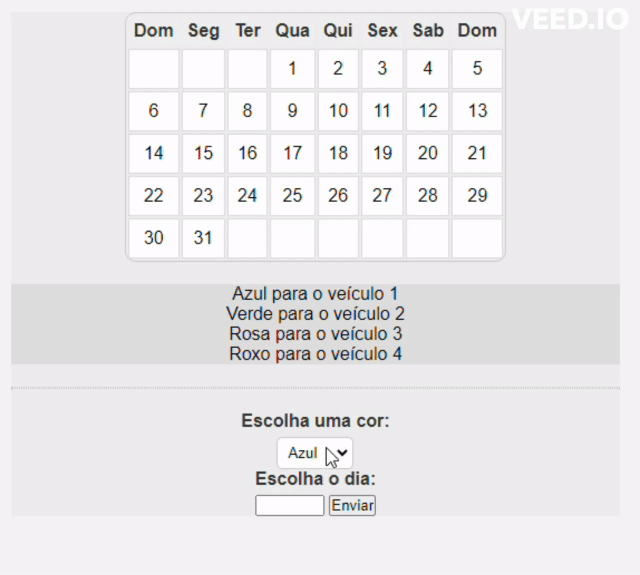 VEED.IO
Dom Seg Ter Qua Qui Sex Sab Dom
1 2 3 4 5
6 7 8 9 10 11 12 13
14 15 16 17 18 19 20 21
22 23 24 25 26 27 28 29
30 31
Azul para o veículo 1
Verde para o veículo 2
Rosa para o veículo 3
Roxo para o veículo 4
Escolha uma cor:
Azul
Escolha o dia:
Enviar